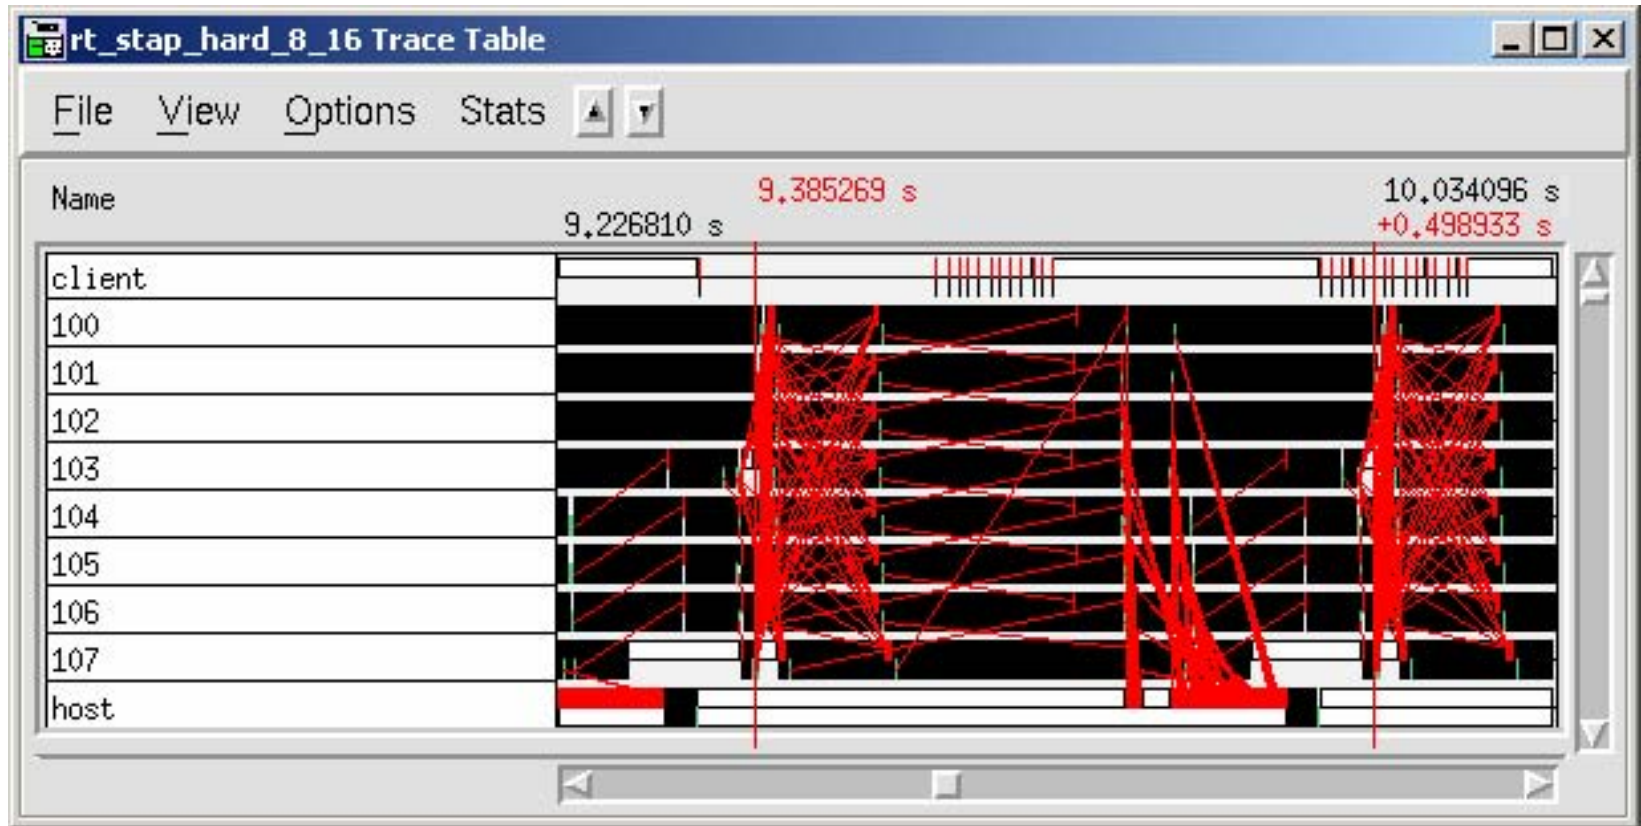 rt_stap_hard_8_16 Trace Table
File View Options Stats
Name
9.385269 s
10.034096 s
9.226810 s
+0.498933 s
client
100
101
102
103
104
105
106
107
host